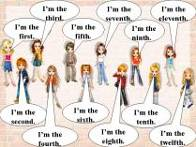 I'm the
third.
I'm the
seventh.
I'm the
eleventh.
I'm the
first.
I'm the
fifth.
I'm the
ninth.
I'm the
second.
I'm the
sixth.
I'm the
tenth.
I'm the
fourth.
I'm the
eighth.
I'm the
twelfth.